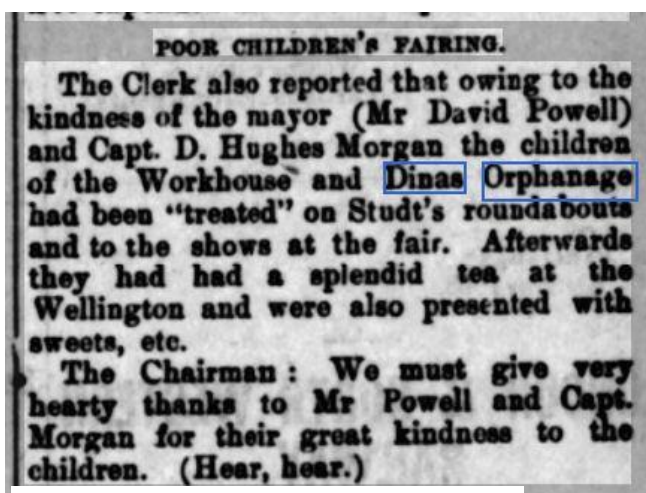 POOR CHILDREN'S FAIRING.
The Clerk also reported that owing to the
kindness of the mayor (Mr David Powell)
and Capt. D. Hughes Morgan the children
of the Workhouse and Dinas Orphanage
had been "treated" on Studt's roundabouts
and to the shows at the fair. Afterwards
they had had a splendid tea at the
Wellington and were also presented with
sweets, etc.
The Chairman: We must give very
hearty thanks to Mr Powell and Capt.
Morgan for their great kindness to the
children. (Hear, hear.)